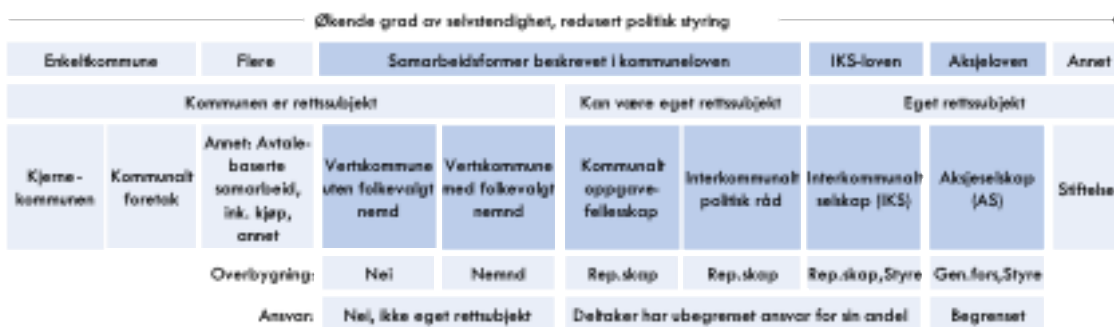 Økende grad av selvstendighet, redusert politisk styring
Enkeltkommune Flere Samarbeidsformer beskrevet i kommuneloven IKS-loven Aksjeloven Annet
Kommunen er rettssubjekt Kan være eget rettssubjekt Eget rettssubjekt
Kjerne-
kommunen
Kommunalt
foretak
Annet: Avtale-
baserte
samarbeid,
ink. kjøp,
annet
Vertskommune
uten folkevalgt
nemd
Vertskommune
med folkevalgt
nemnd
Kommunalt
oppgave-
fellesskap
Interkommunalt
politisk råd
Interkommunalt
selskap (IKS)
Aksjeselskap
(AS)
Stiftelse
Overbygning: Nei Nemnd Rep.skap Rep.skap Rep.skap,Styre Gen.fors,Styre
Ansvar: Nei, ikke eget rettsubjekt Deltaker har ubegrenset ansvar for sin andel Begrenset